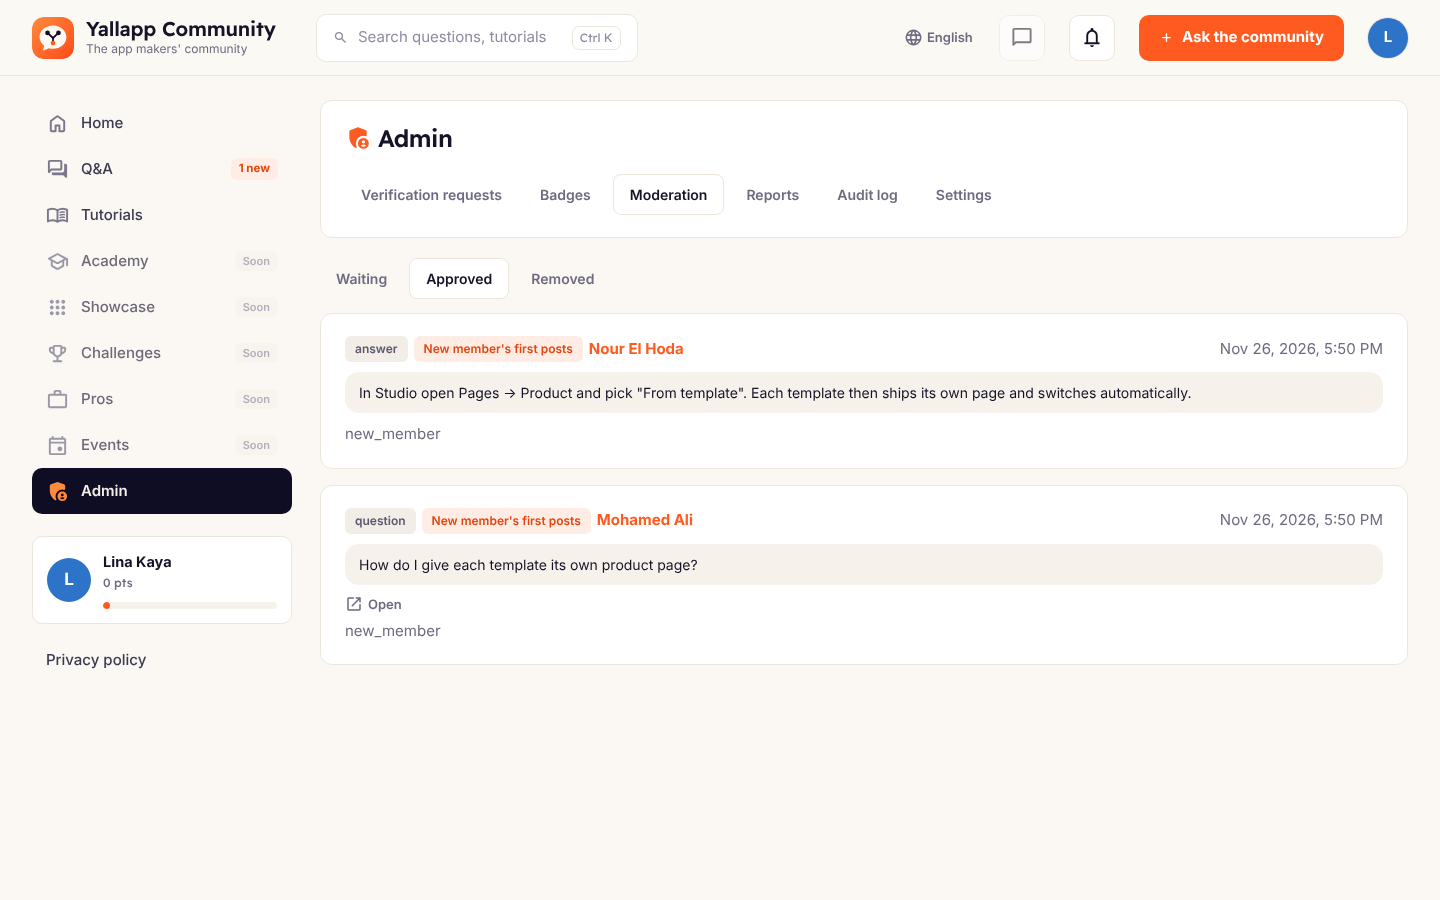 Yallapp Community
The app makers' community
Search questions, tutorials
Ctrl K
English
+ Ask the community
L
Home
Q&A
1 new
Tutorials
Academy
Soon
Showcase
Soon
Challenges
Soon
Pros
Soon
Events
Soon
Admin
L
Lina Kaya
0 pts
Privacy policy
Admin
Verification requests
Badges
Moderation
Reports
Audit log
Settings
Waiting
Approved
Removed
answer
New member's first posts
Nour El Hoda
Nov 26, 2026, 5:50 PM
In Studio open Pages → Product and pick "From template". Each template then ships its own page and switches automatically.
new_member
question
New member's first posts
Mohamed Ali
Nov 26, 2026, 5:50 PM
How do I give each template its own product page?
Open
new_member